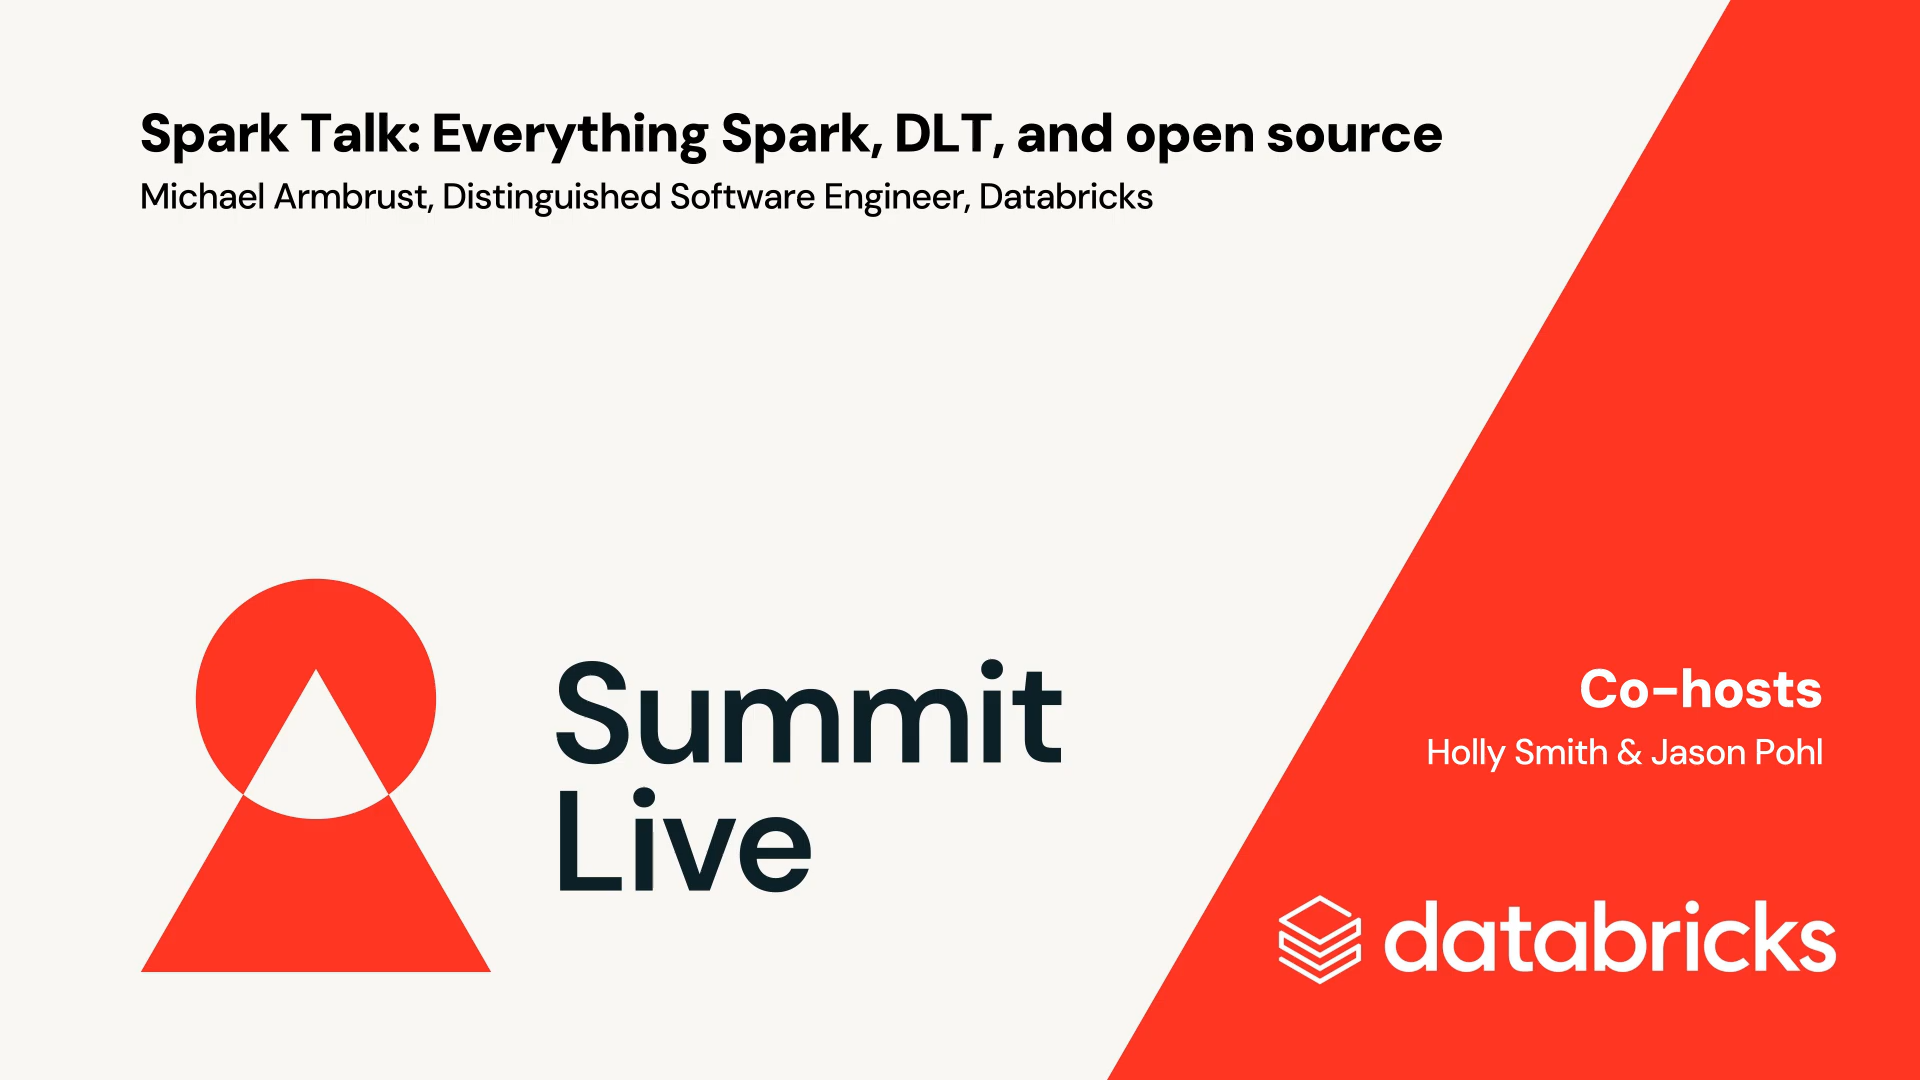 Spark Talk: Everything Spark, DLT, and open source
Michael Armbrust, Distinguished Software Engineer, Databricks
Summit
Live
Co-hosts
Holly Smith & Jason Pohl
databricks